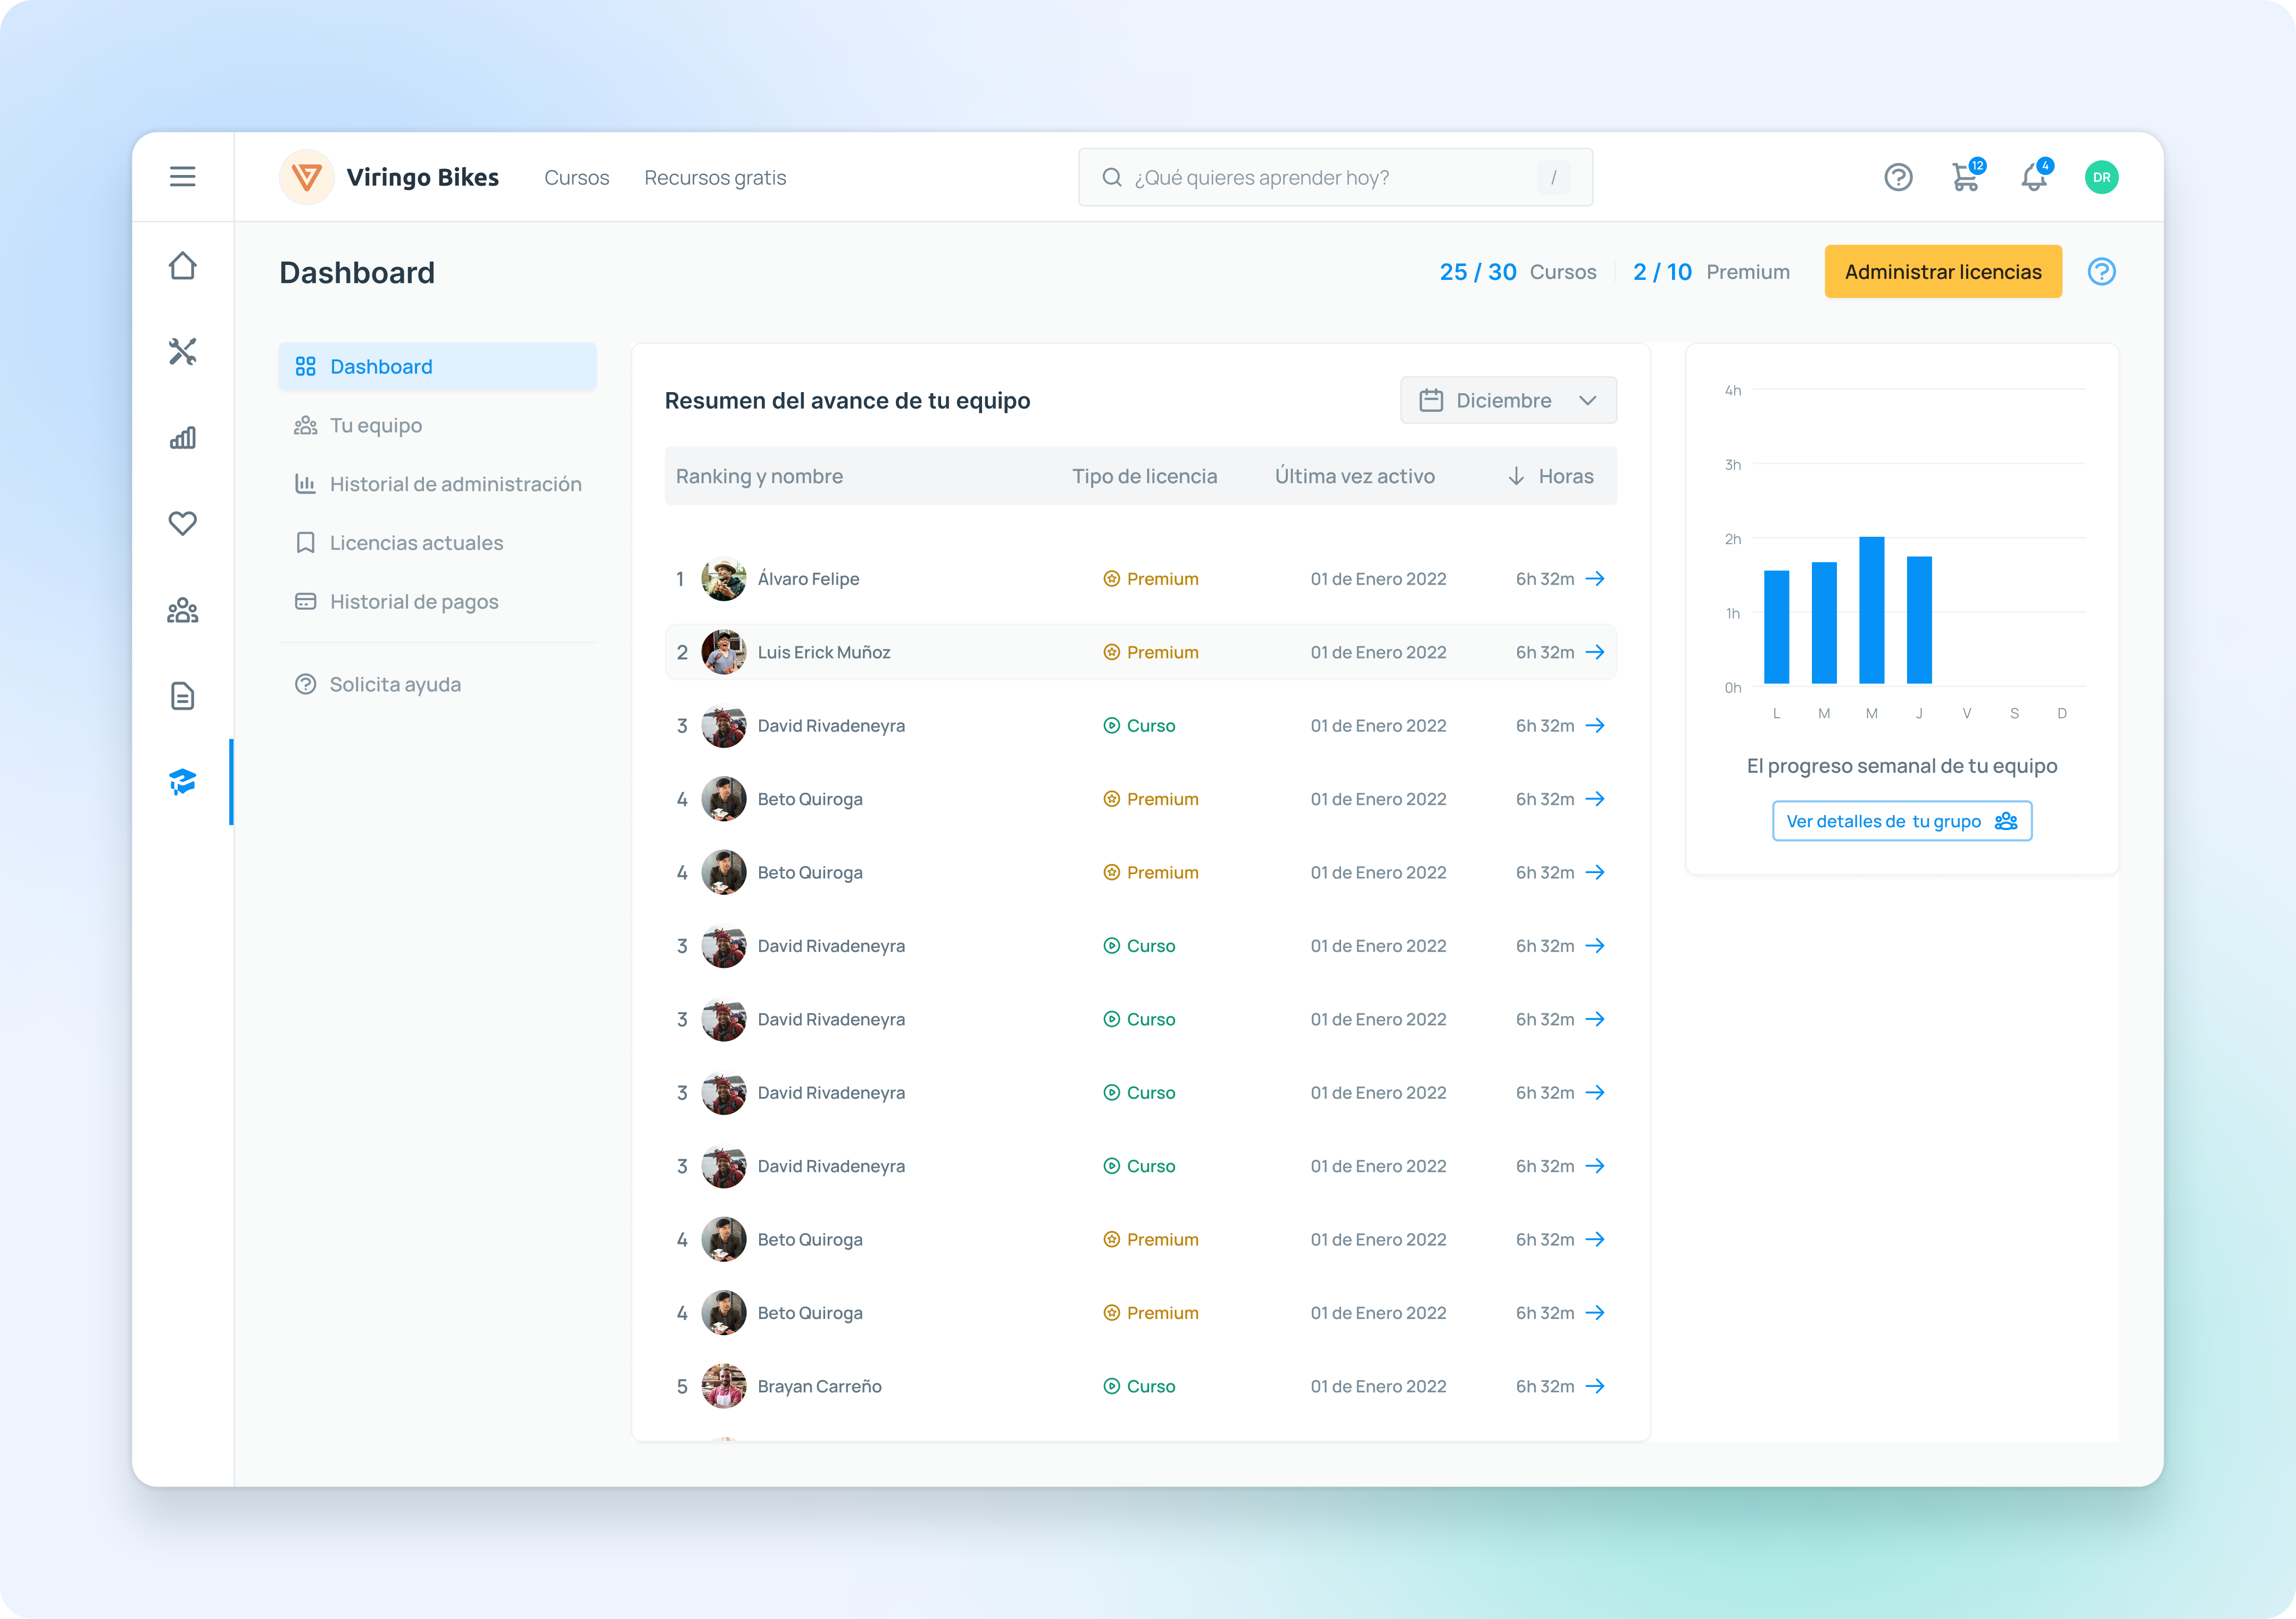 Viringo Bikes
Cursos
Recursos gratis
¿Qué quieres aprender hoy?
/
12
4
DR
Dashboard
25 / 30 Cursos
2 / 10 Premium
Administrar licencias
Dashboard
Tu equipo
Historial de administración
Licencias actuales
Historial de pagos
Solicita ayuda
Resumen del avance de tu equipo
Diciembre
Ranking y nombre Tipo de licencia Última vez activo Horas
1 Álvaro Felipe Premium 01 de Enero 2022 6h 32m
2 Luis Erick Muñoz Premium 01 de Enero 2022 6h 32m
3 David Rivadeneyra Curso 01 de Enero 2022 6h 32m
4 Beto Quiroga Premium 01 de Enero 2022 6h 32m
4 Beto Quiroga Premium 01 de Enero 2022 6h 32m
3 David Rivadeneyra Curso 01 de Enero 2022 6h 32m
3 David Rivadeneyra Curso 01 de Enero 2022 6h 32m
3 David Rivadeneyra Curso 01 de Enero 2022 6h 32m
3 David Rivadeneyra Curso 01 de Enero 2022 6h 32m
4 Beto Quiroga Premium 01 de Enero 2022 6h 32m
4 Beto Quiroga Premium 01 de Enero 2022 6h 32m
5 Brayan Carreño Curso 01 de Enero 2022 6h 32m
4h
3h
2h
1h
0h
L M M J V S D
El progreso semanal de tu equipo
Ver detalles de tu grupo